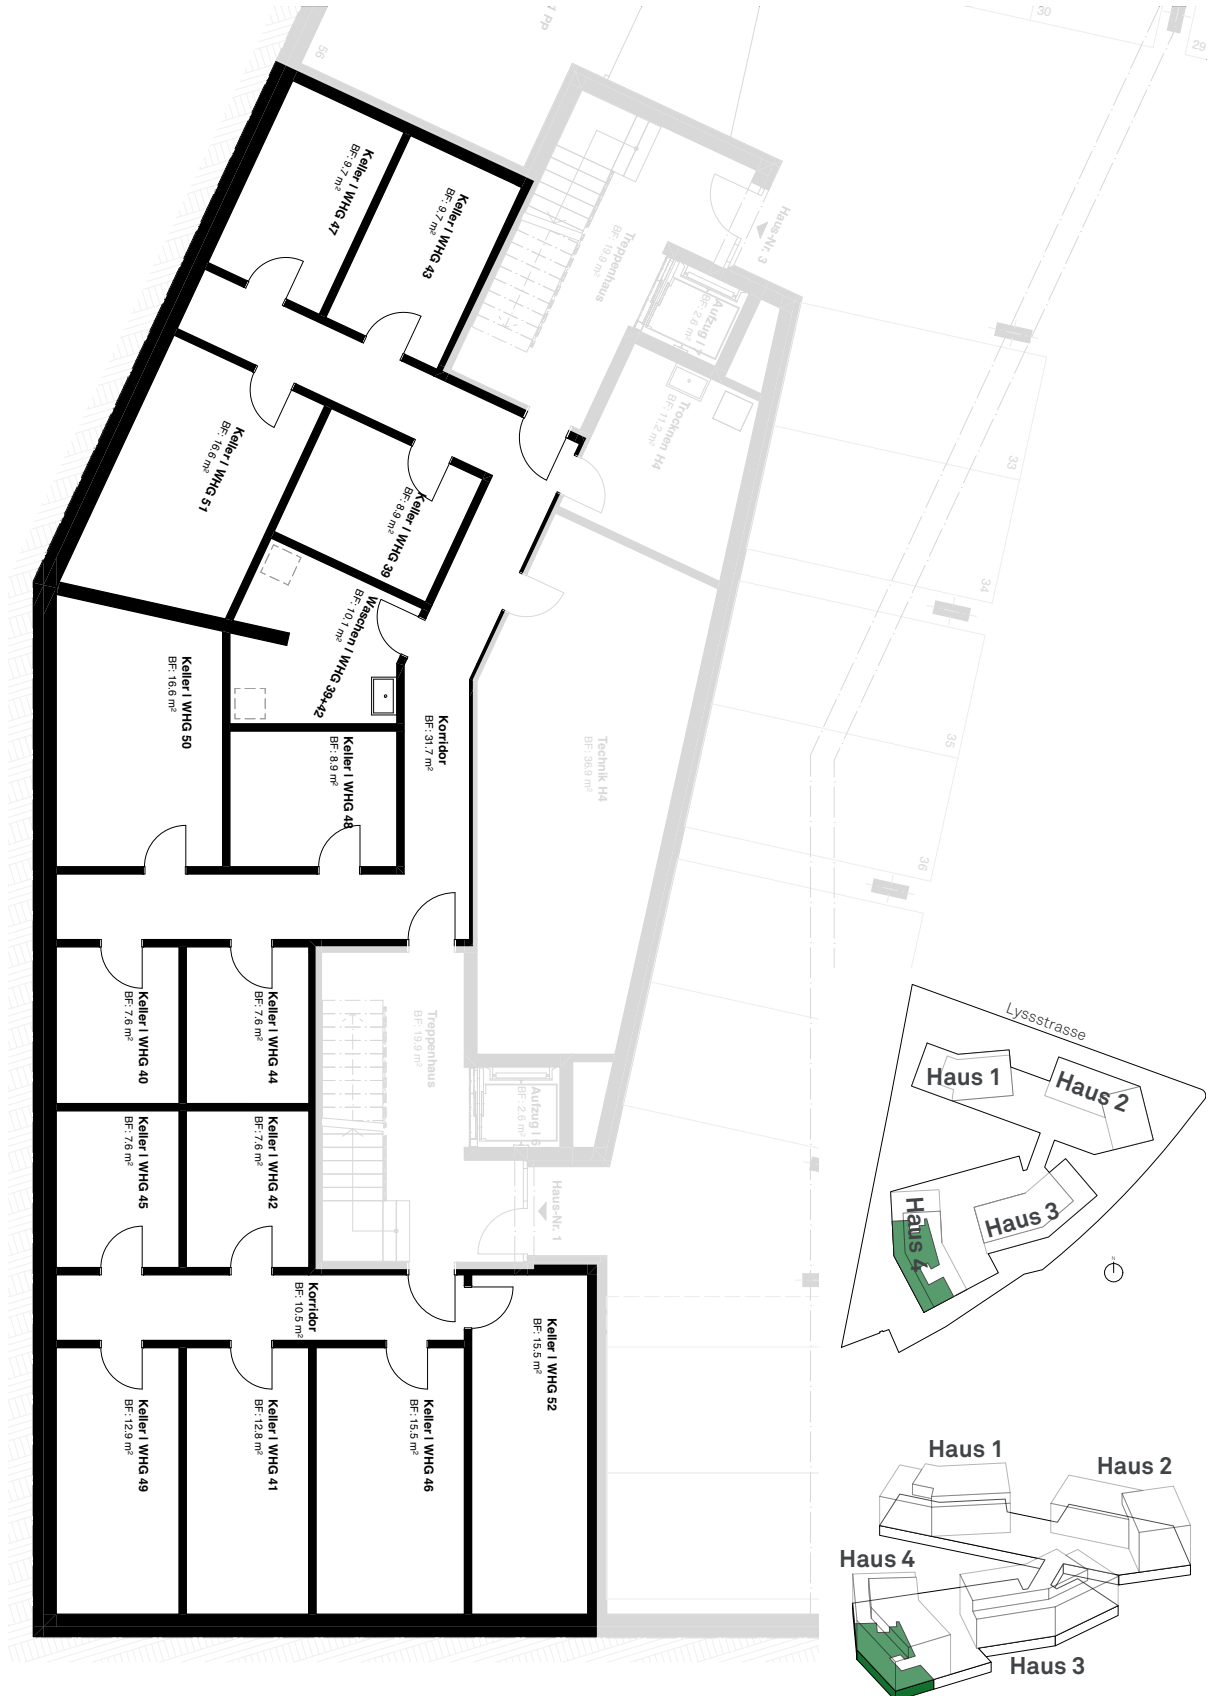 1 PP
56
30
29
Keller I WHG 47
BF: 9.7 m²
Keller I WHG 43
BF: 9.7 m²
Treppenhaus
BF: 19.9 m²
Haus-Nr. 3
Aufzug I 7
BF: 2.6 m²
Trocknen H4
BF: 11.2 m²
Keller I WHG 51
BF: 16.6 m²
Keller I WHG 39
BF: 8.9 m²
33
34
Waschen I WHG 39+42
BF: 10.1 m²
Keller I WHG 50
BF: 16.6 m²
Keller I WHG 48
BF: 8.9 m²
Korridor
BF: 31.7 m²
Technik H4
BF: 36.9 m²
35
36
Keller I WHG 40
BF: 7.6 m²
Keller I WHG 44
BF: 7.6 m²
Treppenhaus
BF: 19.9 m²
Aufzug I 6
BF: 2.6 m²
Keller I WHG 45
BF: 7.6 m²
Keller I WHG 42
BF: 7.6 m²
Haus-Nr. 1
Korridor
BF: 10.5 m²
Keller I WHG 52
BF: 15.5 m²
Keller I WHG 49
BF: 12.9 m²
Keller I WHG 41
BF: 12.8 m²
Keller I WHG 46
BF: 15.5 m²
Lyssstrasse
Haus 1
Haus 2
Haus 3
Haus 4
N
Haus 1
Haus 2
Haus 4
Haus 3